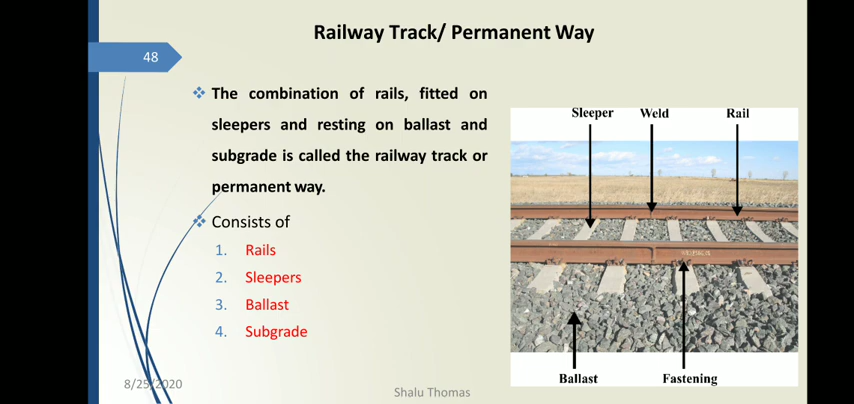 Railway Track/ Permanent Way
48
❖ The combination of rails, fitted on
sleepers and resting on ballast and
subgrade is called the railway track or
permanent way.
❖ Consists of
1. Rails
2. Sleepers
3. Ballast
4. Subgrade
Sleeper Weld Rail
Ballast Fastening
8/25/2020
Shalu Thomas